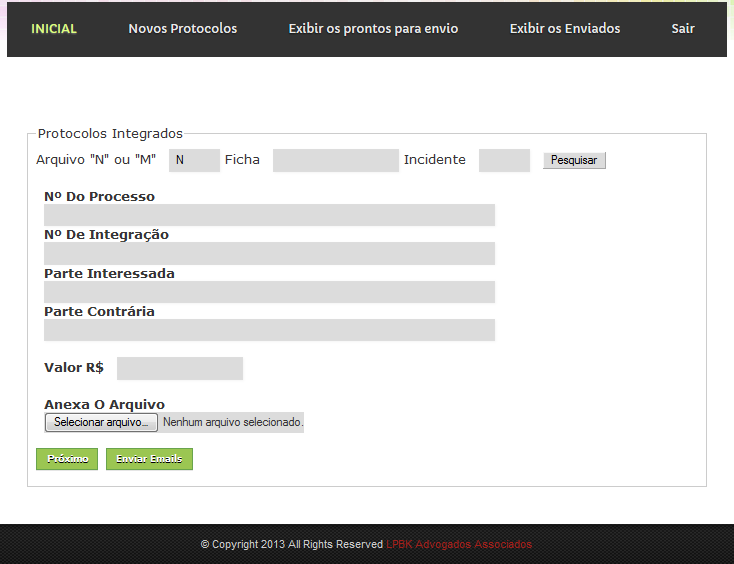 INICIAL Novos Protocolos Exibir os prontos para envio Exibir os Enviados Sair
Protocolos Integrados
Arquivo "N" ou "M" N Ficha Incidente Pesquisar
Nº Do Processo
Nº De Integração
Parte Interessada
Parte Contrária
Valor R$
Anexa O Arquivo
Selecionar arquivo... Nenhum arquivo selecionado.
Próximo Enviar Emails
© Copyright 2013 All Rights Reserved LPBK Advogados Associados